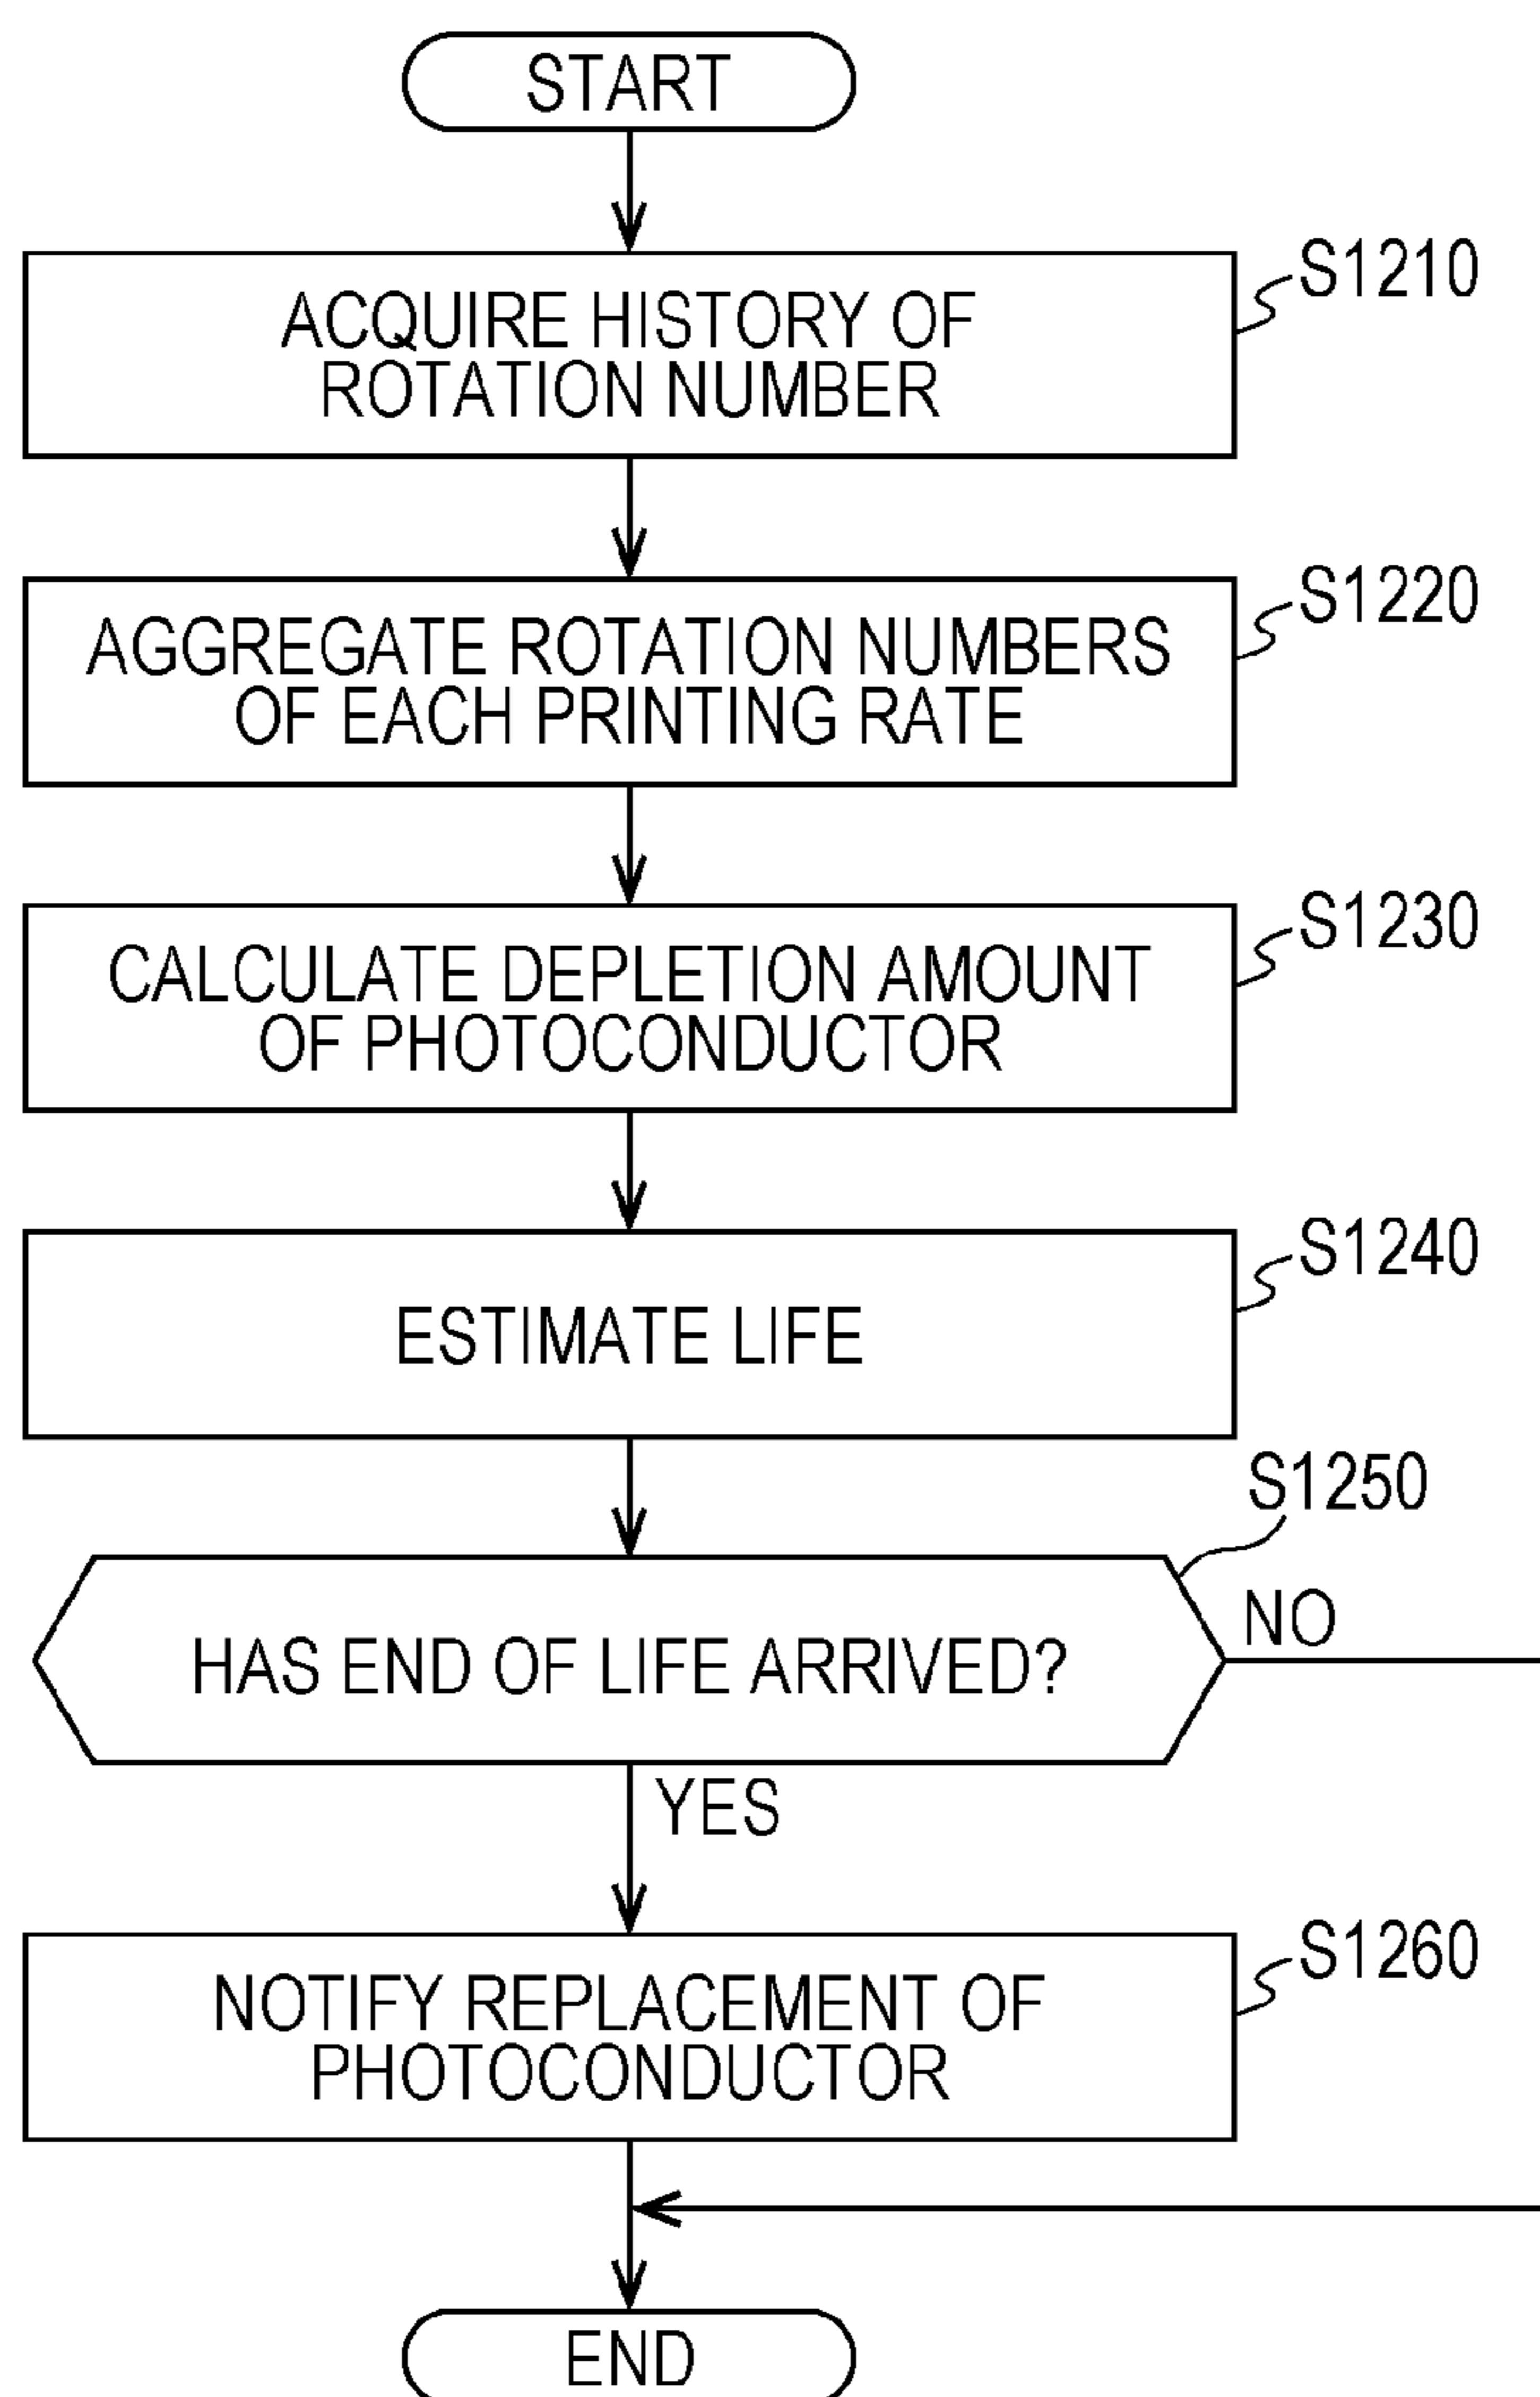 START
S1210
ACQUIRE HISTORY OF
ROTATION NUMBER
S1220
AGGREGATE ROTATION NUMBERS
OF EACH PRINTING RATE
S1230
CALCULATE DEPLETION AMOUNT
OF PHOTOCONDUCTOR
S1240
ESTIMATE LIFE
S1250
HAS END OF LIFE ARRIVED?
NO
YES
S1260
NOTIFY REPLACEMENT OF
PHOTOCONDUCTOR
END